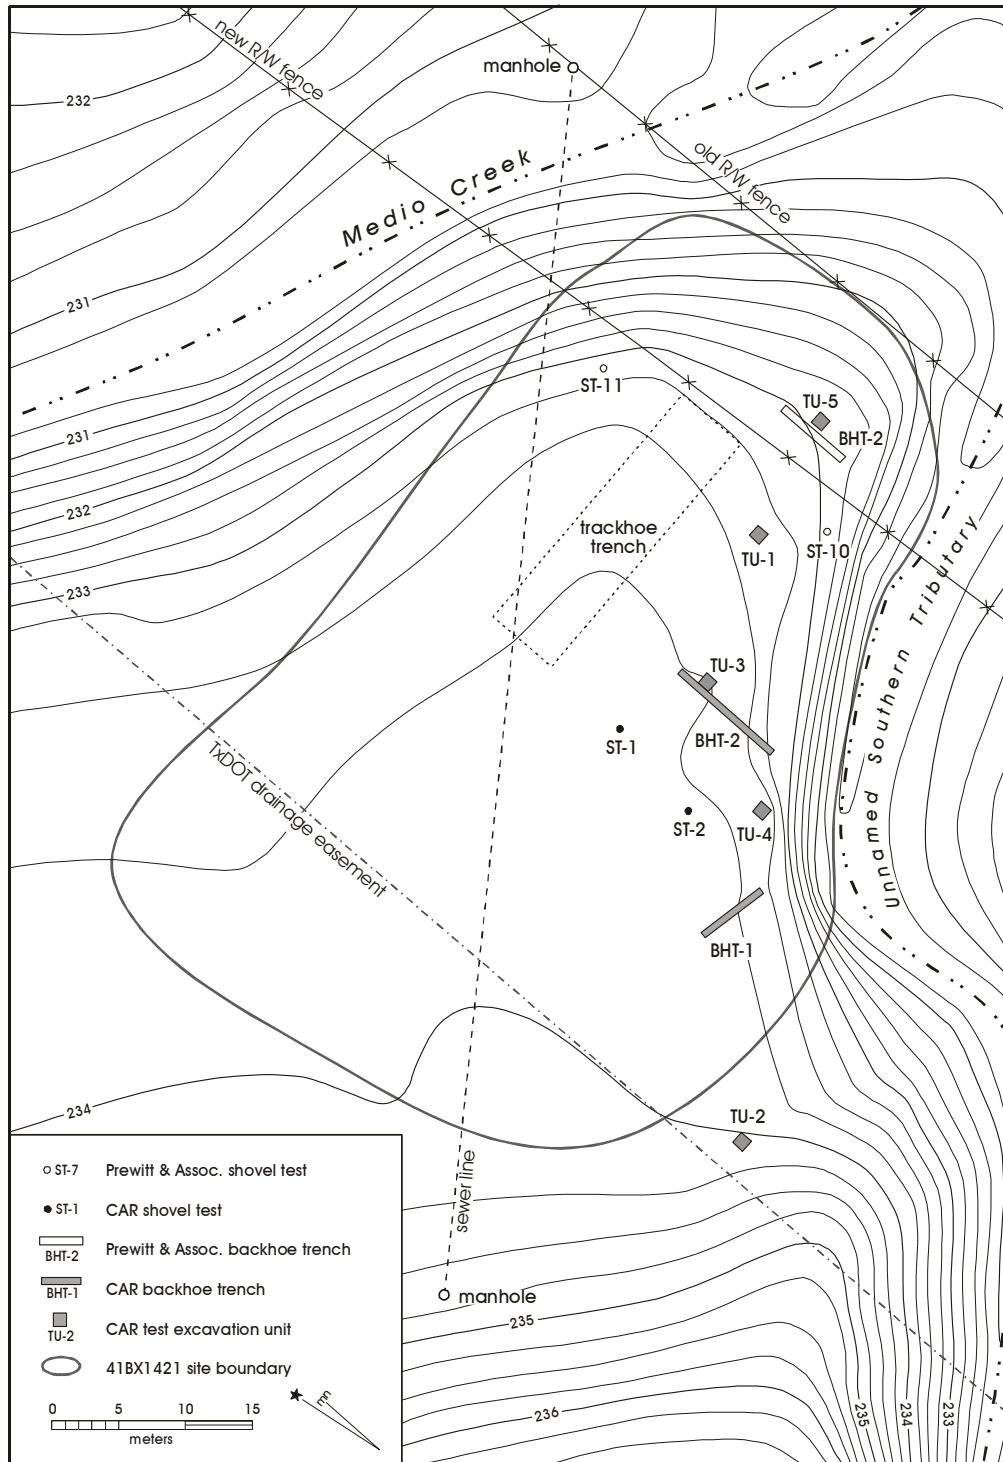 new R/W fence
manhole
232
Medio Creek
old R/W fence
231
ST-11
TU-5
BHT-2
231
232
trackhoe
trench
TU-1
ST-10
233
Unnamed Southern Tributary
TU-3
BHT-2
ST-1
TxDOT drainage easement
ST-2
TU-4
BHT-1
234
TU-2
sewer line
manhole
235
236
235
234
233
ST-7 Prewitt & Assoc. shovel test
ST-1 CAR shovel test
Prewitt & Assoc. backhoe trench
BHT-2
CAR backhoe trench
BHT-1
CAR test excavation unit
TU-2
41BX1421 site boundary
0 5 10 15
meters